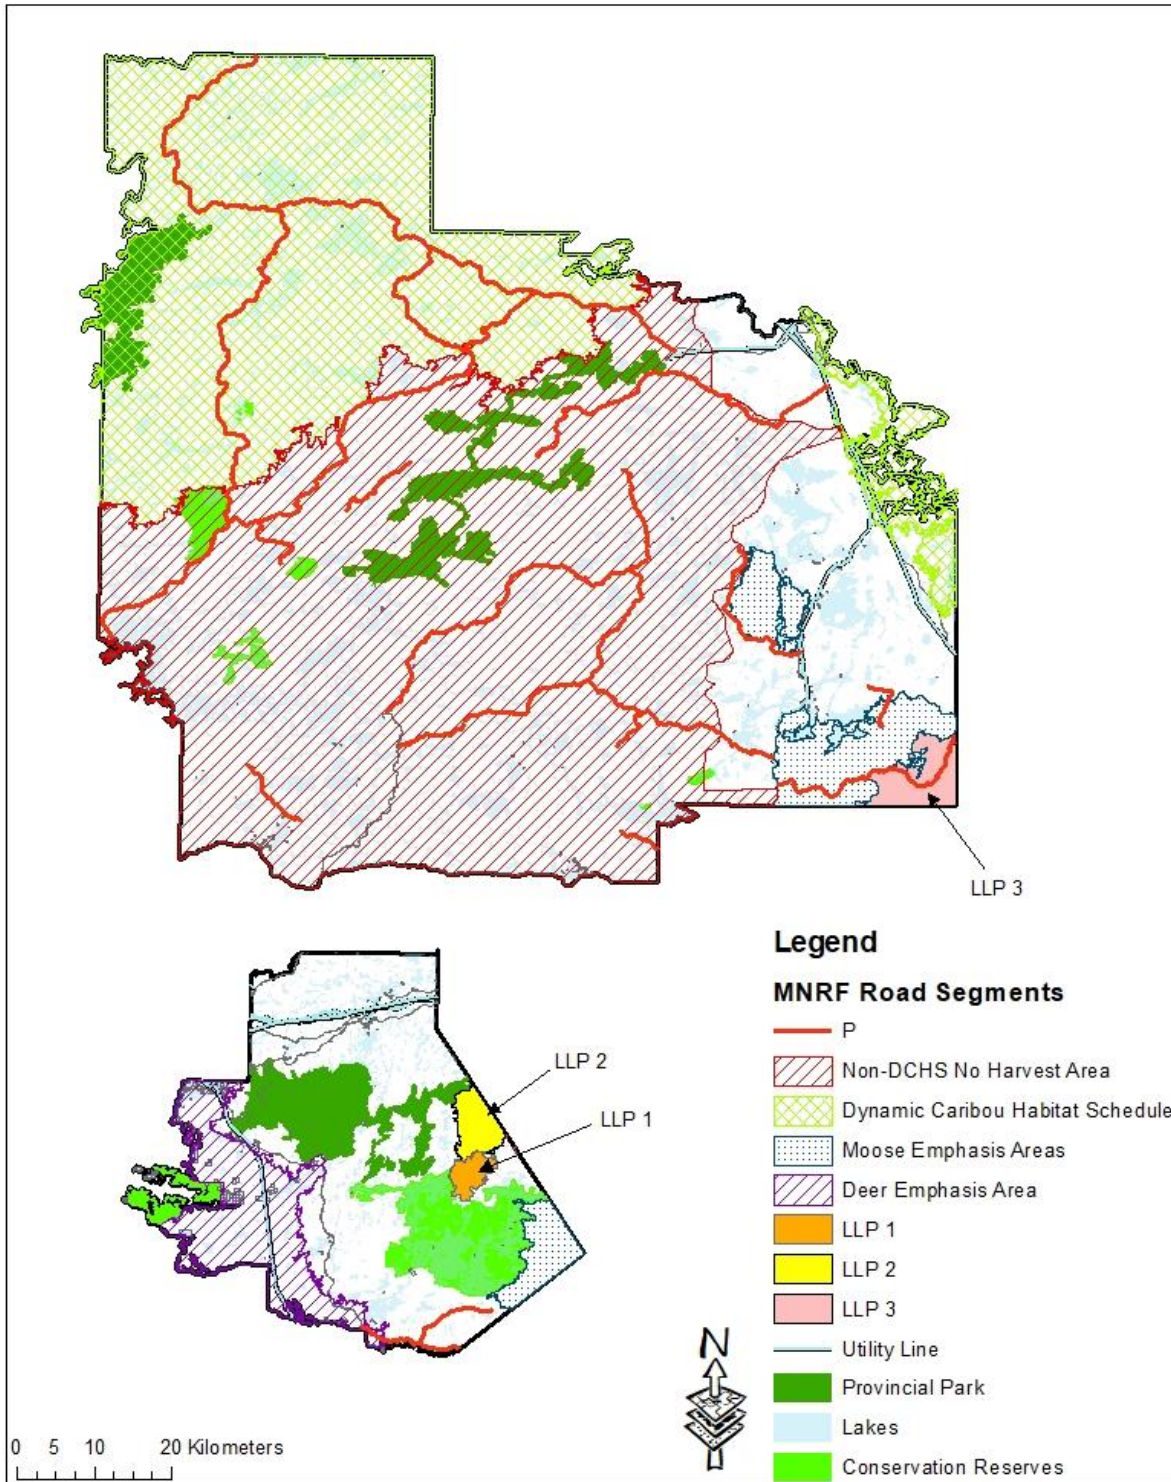 LLP 3
LLP 2
LLP 1
Legend
MNRF Road Segments
P
Non-DCHS No Harvest Area
Dynamic Caribou Habitat Schedule
Moose Emphasis Areas
Deer Emphasis Area
LLP 1
LLP 2
LLP 3
Utility Line
Provincial Park
Lakes
Conservation Reserves
N
0 5 10 20 Kilometers